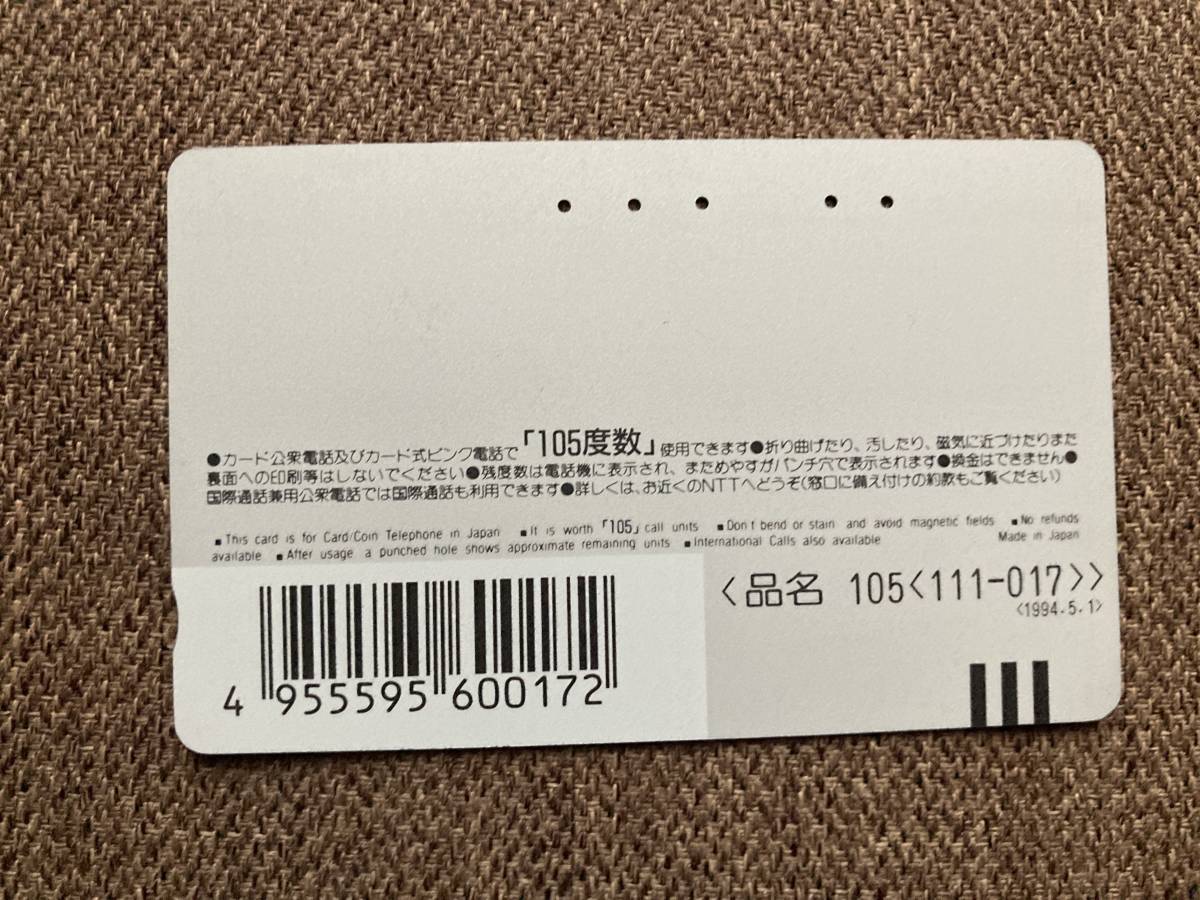 ●カード公衆電話及びカード式ピンク電話で「105度数」使用できます●折り曲げたり、汚したり、磁気に近づけたりまた
裏面への印刷等はしないでください●残度数は電話機に表示され、まためやすがパンチ穴で表示されます●換金はできません●
国際通話兼用公衆電話では国際通話も利用できます●詳しくは、お近くのNTTへどうぞ(窓口に備え付けの約款もご覧ください)
■This card is for Card/Coin Telephone in Japan ■It is worth「105」call units ■Don't bend or stain and avoid magnetic fields ■No refunds
available ■After usage a punched hole shows approximate remaining units ■International Calls also available Made in Japan
<品名 105<111-017>>
<1994.5.1>
4 955595 600172